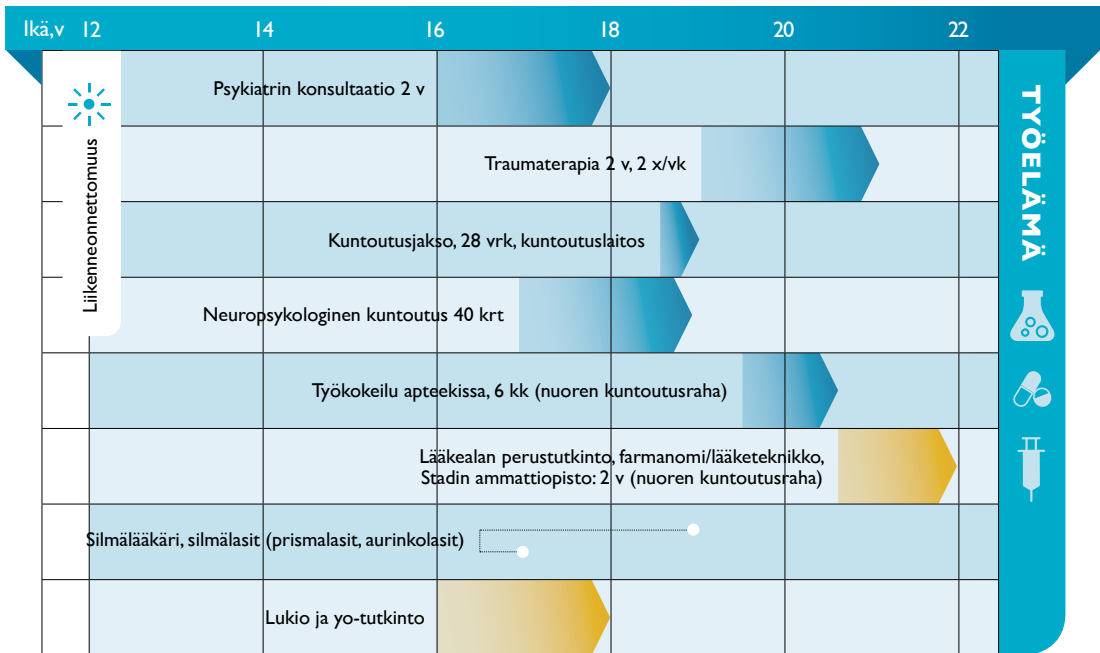 Ikä,v 12 14 16 18 20 22
Liikenneonnettomuus
Psykiatrin konsultaatio 2 v
Traumaterapia 2 v, 2 x/vk
Kuntoutusjakso, 28 vrk, kuntoutuslaitos
Neuropsykologinen kuntoutus 40 krt
Työkokeilu apteekissa, 6 kk (nuoren kuntoutusraha)
Lääkealan perustutkinto, farmanomi/lääketeknikko,
Stadin ammattiopisto: 2 v (nuoren kuntoutusraha)
Silmälääkäri, silmälasit (prismalasit, aurinkolasit)
Lukio ja yo-tutkinto
TYÖELÄMÄ